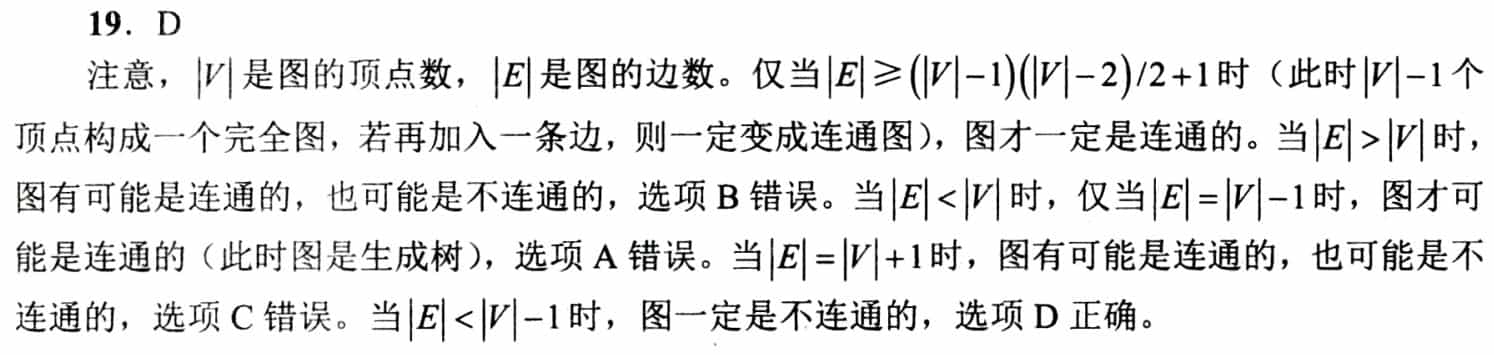 19. D
注意，|V|是图的顶点数，|E|是图的边数。仅当|E|≥(|V|−1)(|V|−2)/2+1时（此时|V|−1个
顶点构成一个完全图，若再加入一条边，则一定变成连通图），图才一定是连通的。当|E|>|V|时，
图有可能是连通的，也可能是不连通的，选项 B 错误。当|E|<|V|时，仅当|E|=|V|−1时，图才可
能是连通的（此时图是生成树），选项 A 错误。当|E|=|V|+1时，图有可能是连通的，也可能是不
连通的，选项 C 错误。当|E|<|V|−1时，图一定是不连通的，选项 D 正确。